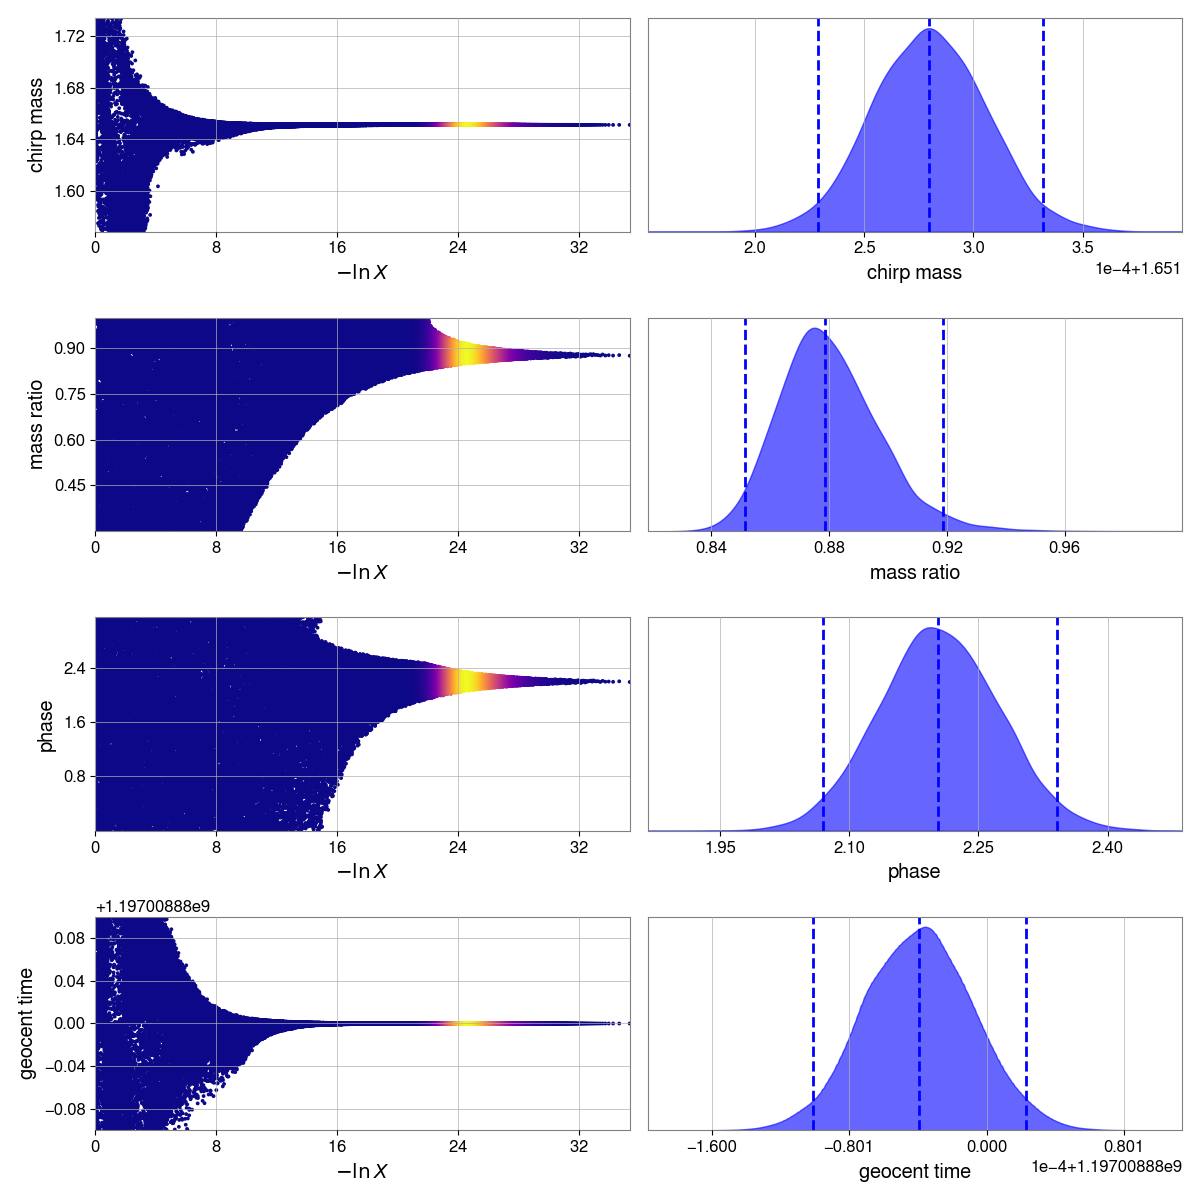 1.72
1.68
1.64
1.60
chirp mass
0 8 16 24 32
−ln X
2.0 2.5 3.0 3.5
chirp mass
1e−4+1.651
0.90
0.75
0.60
0.45
mass ratio
0 8 16 24 32
−ln X
0.84 0.88 0.92 0.96
mass ratio
2.4
1.6
0.8
phase
0 8 16 24 32
−ln X
1.95 2.10 2.25 2.40
phase
+1.19700888e9
0.08
0.04
0.00
−0.04
−0.08
geocent time
0 8 16 24 32
−ln X
−1.600 −0.801 0.000 0.801
geocent time
1e−4+1.19700888e9